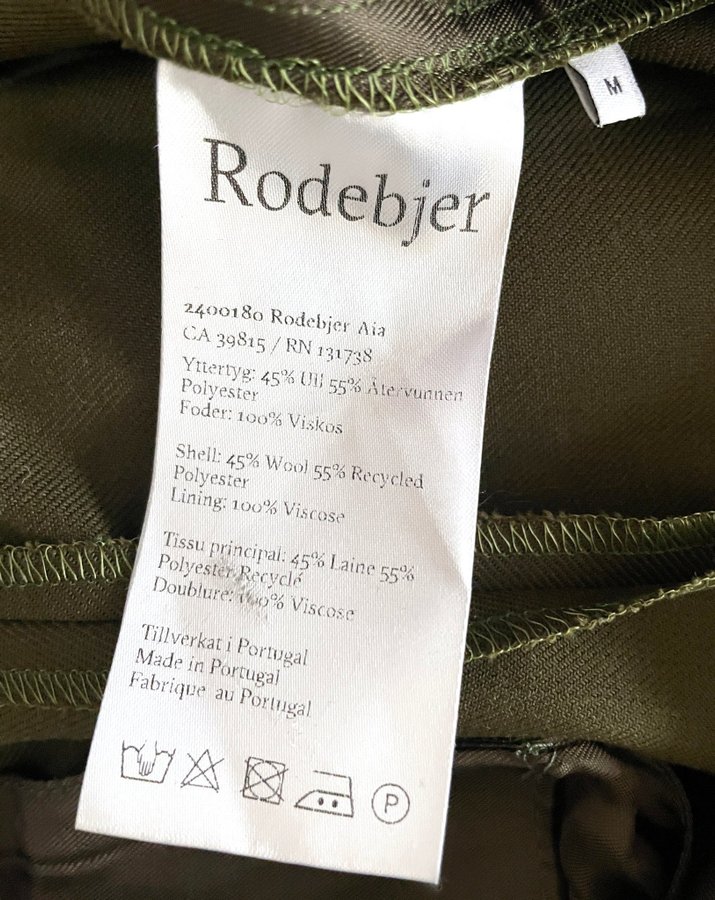 M
Rodebjer
2400180 Rodebjer Aia
CA 39815 / RN 131738
Yttertyg: 45% Ull 55% Återvunnen
Polyester
Foder: 100% Viskos
Shell: 45% Wool 55% Recycled
Polyester
Lining: 100% Viscose
Tissu principal: 45% Laine 55%
Polyester Recyclé
Doublure: 100% Viscose
Tillverkat i Portugal
Made in Portugal
Fabrique au Portugal
P